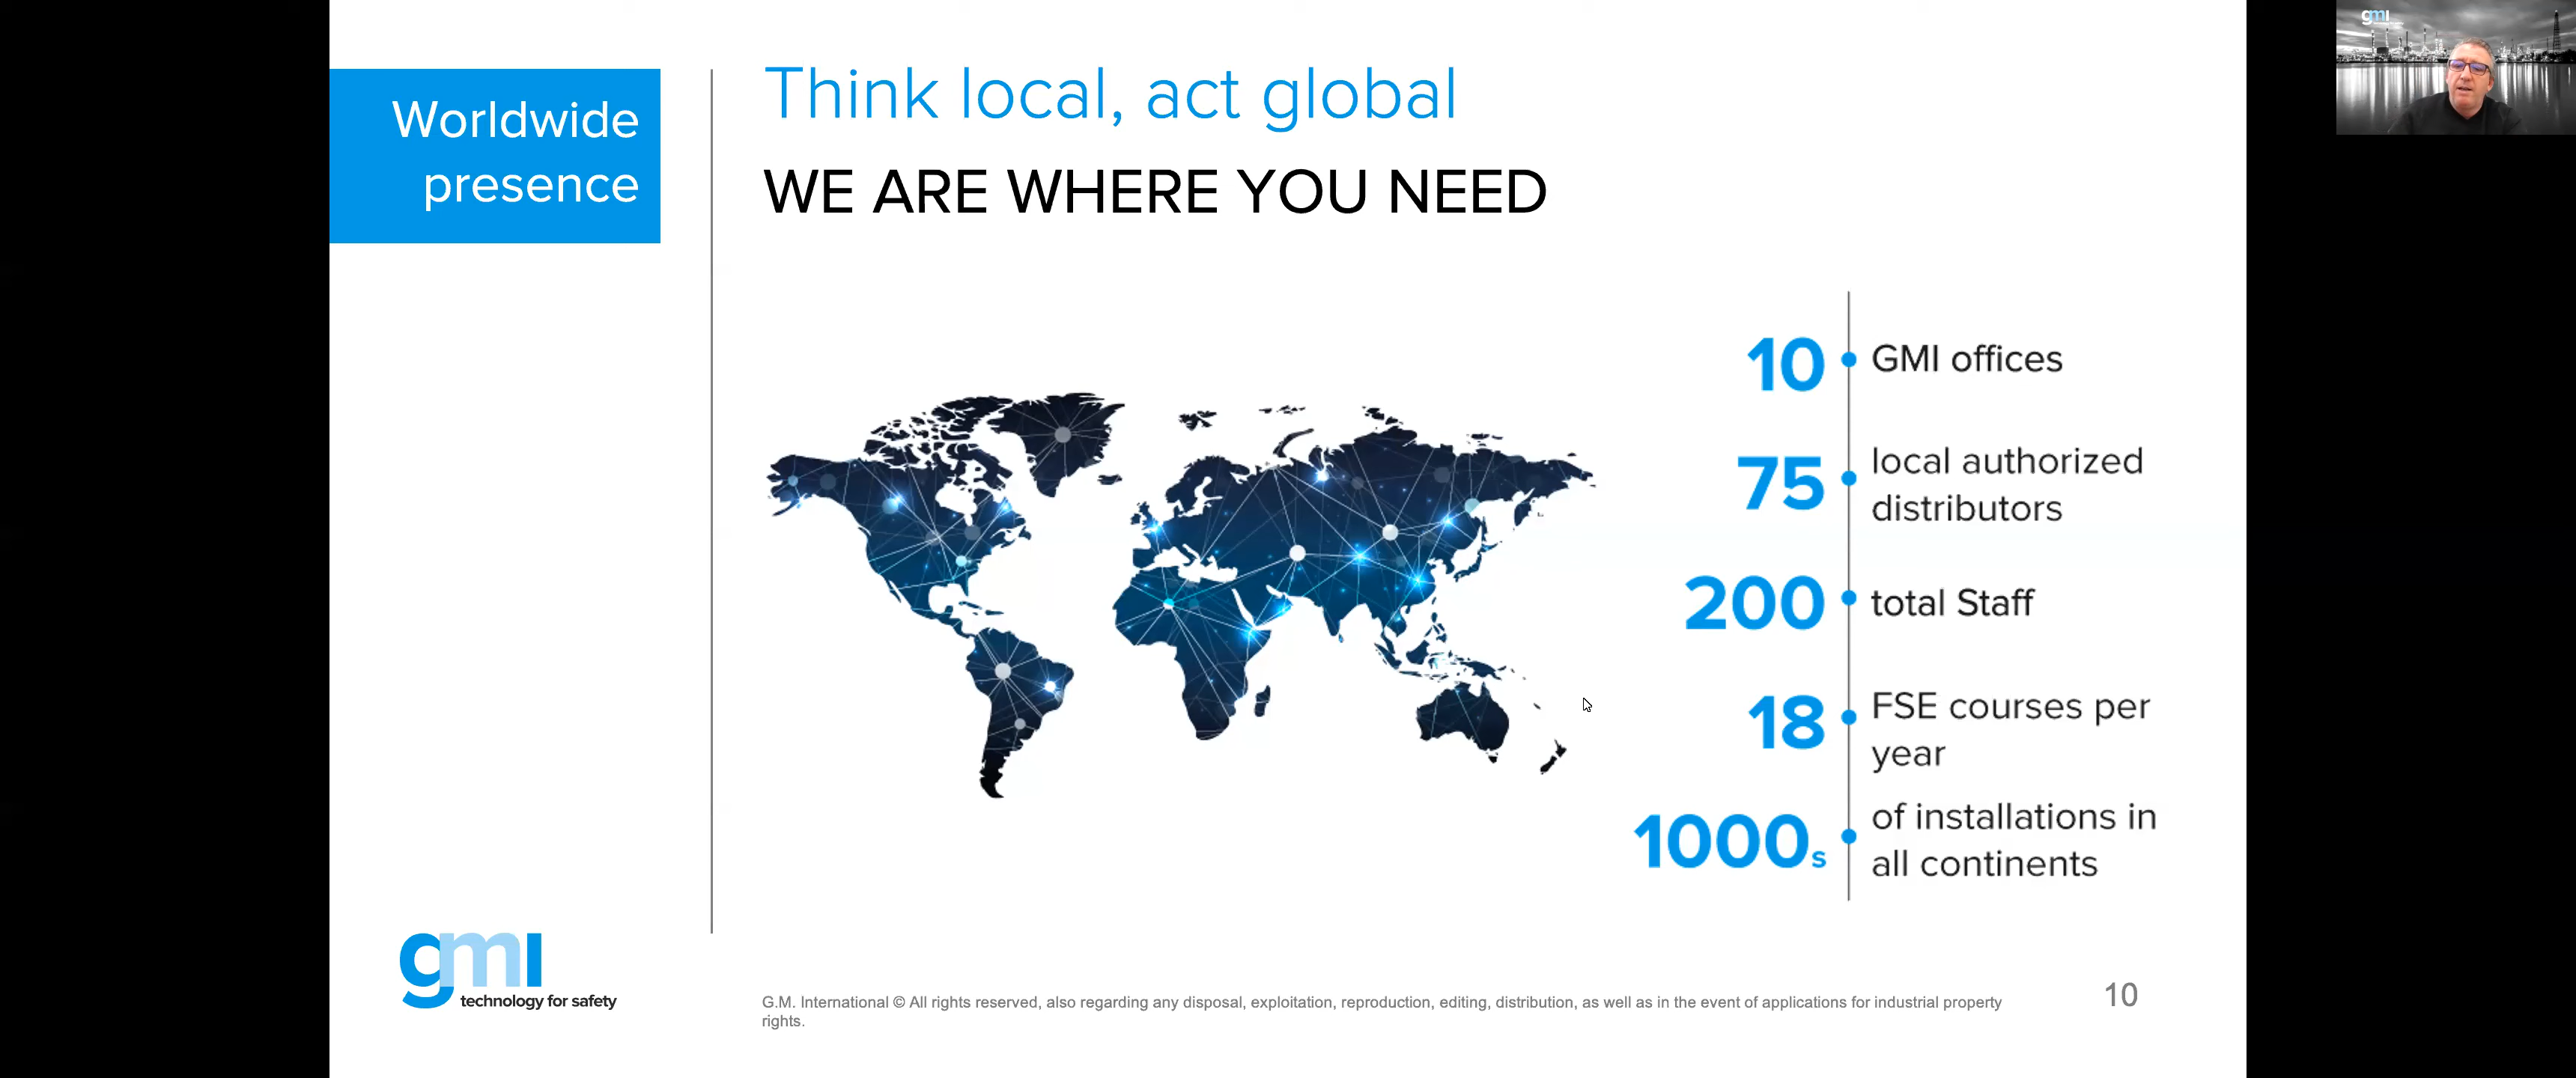 Worldwide
presence
Think local, act global
WE ARE WHERE YOU NEED
10
GMI offices
75
local authorized
distributors
200
total Staff
18
FSE courses per
year
1000s
of installations in
all continents
gmi
technology for safety
G.M. International © All rights reserved, also regarding any disposal, exploitation, reproduction, editing, distribution, as well as in the event of applications for industrial property
rights.
10
gmi